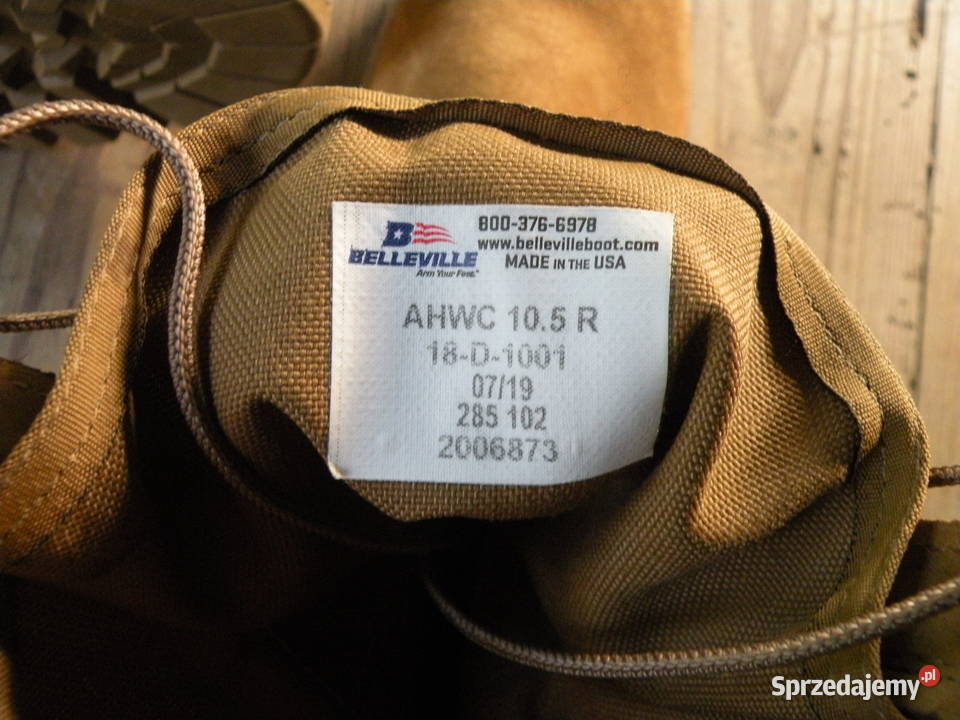 800-376-6978
B
BELLEVILLE
Arm Your Feet.
www.bellevilleboot.com
MADE IN THE USA
AHWC 10.5 R
18-D-1001
07/19
285 102
2006873
Sprzedajemy.pl